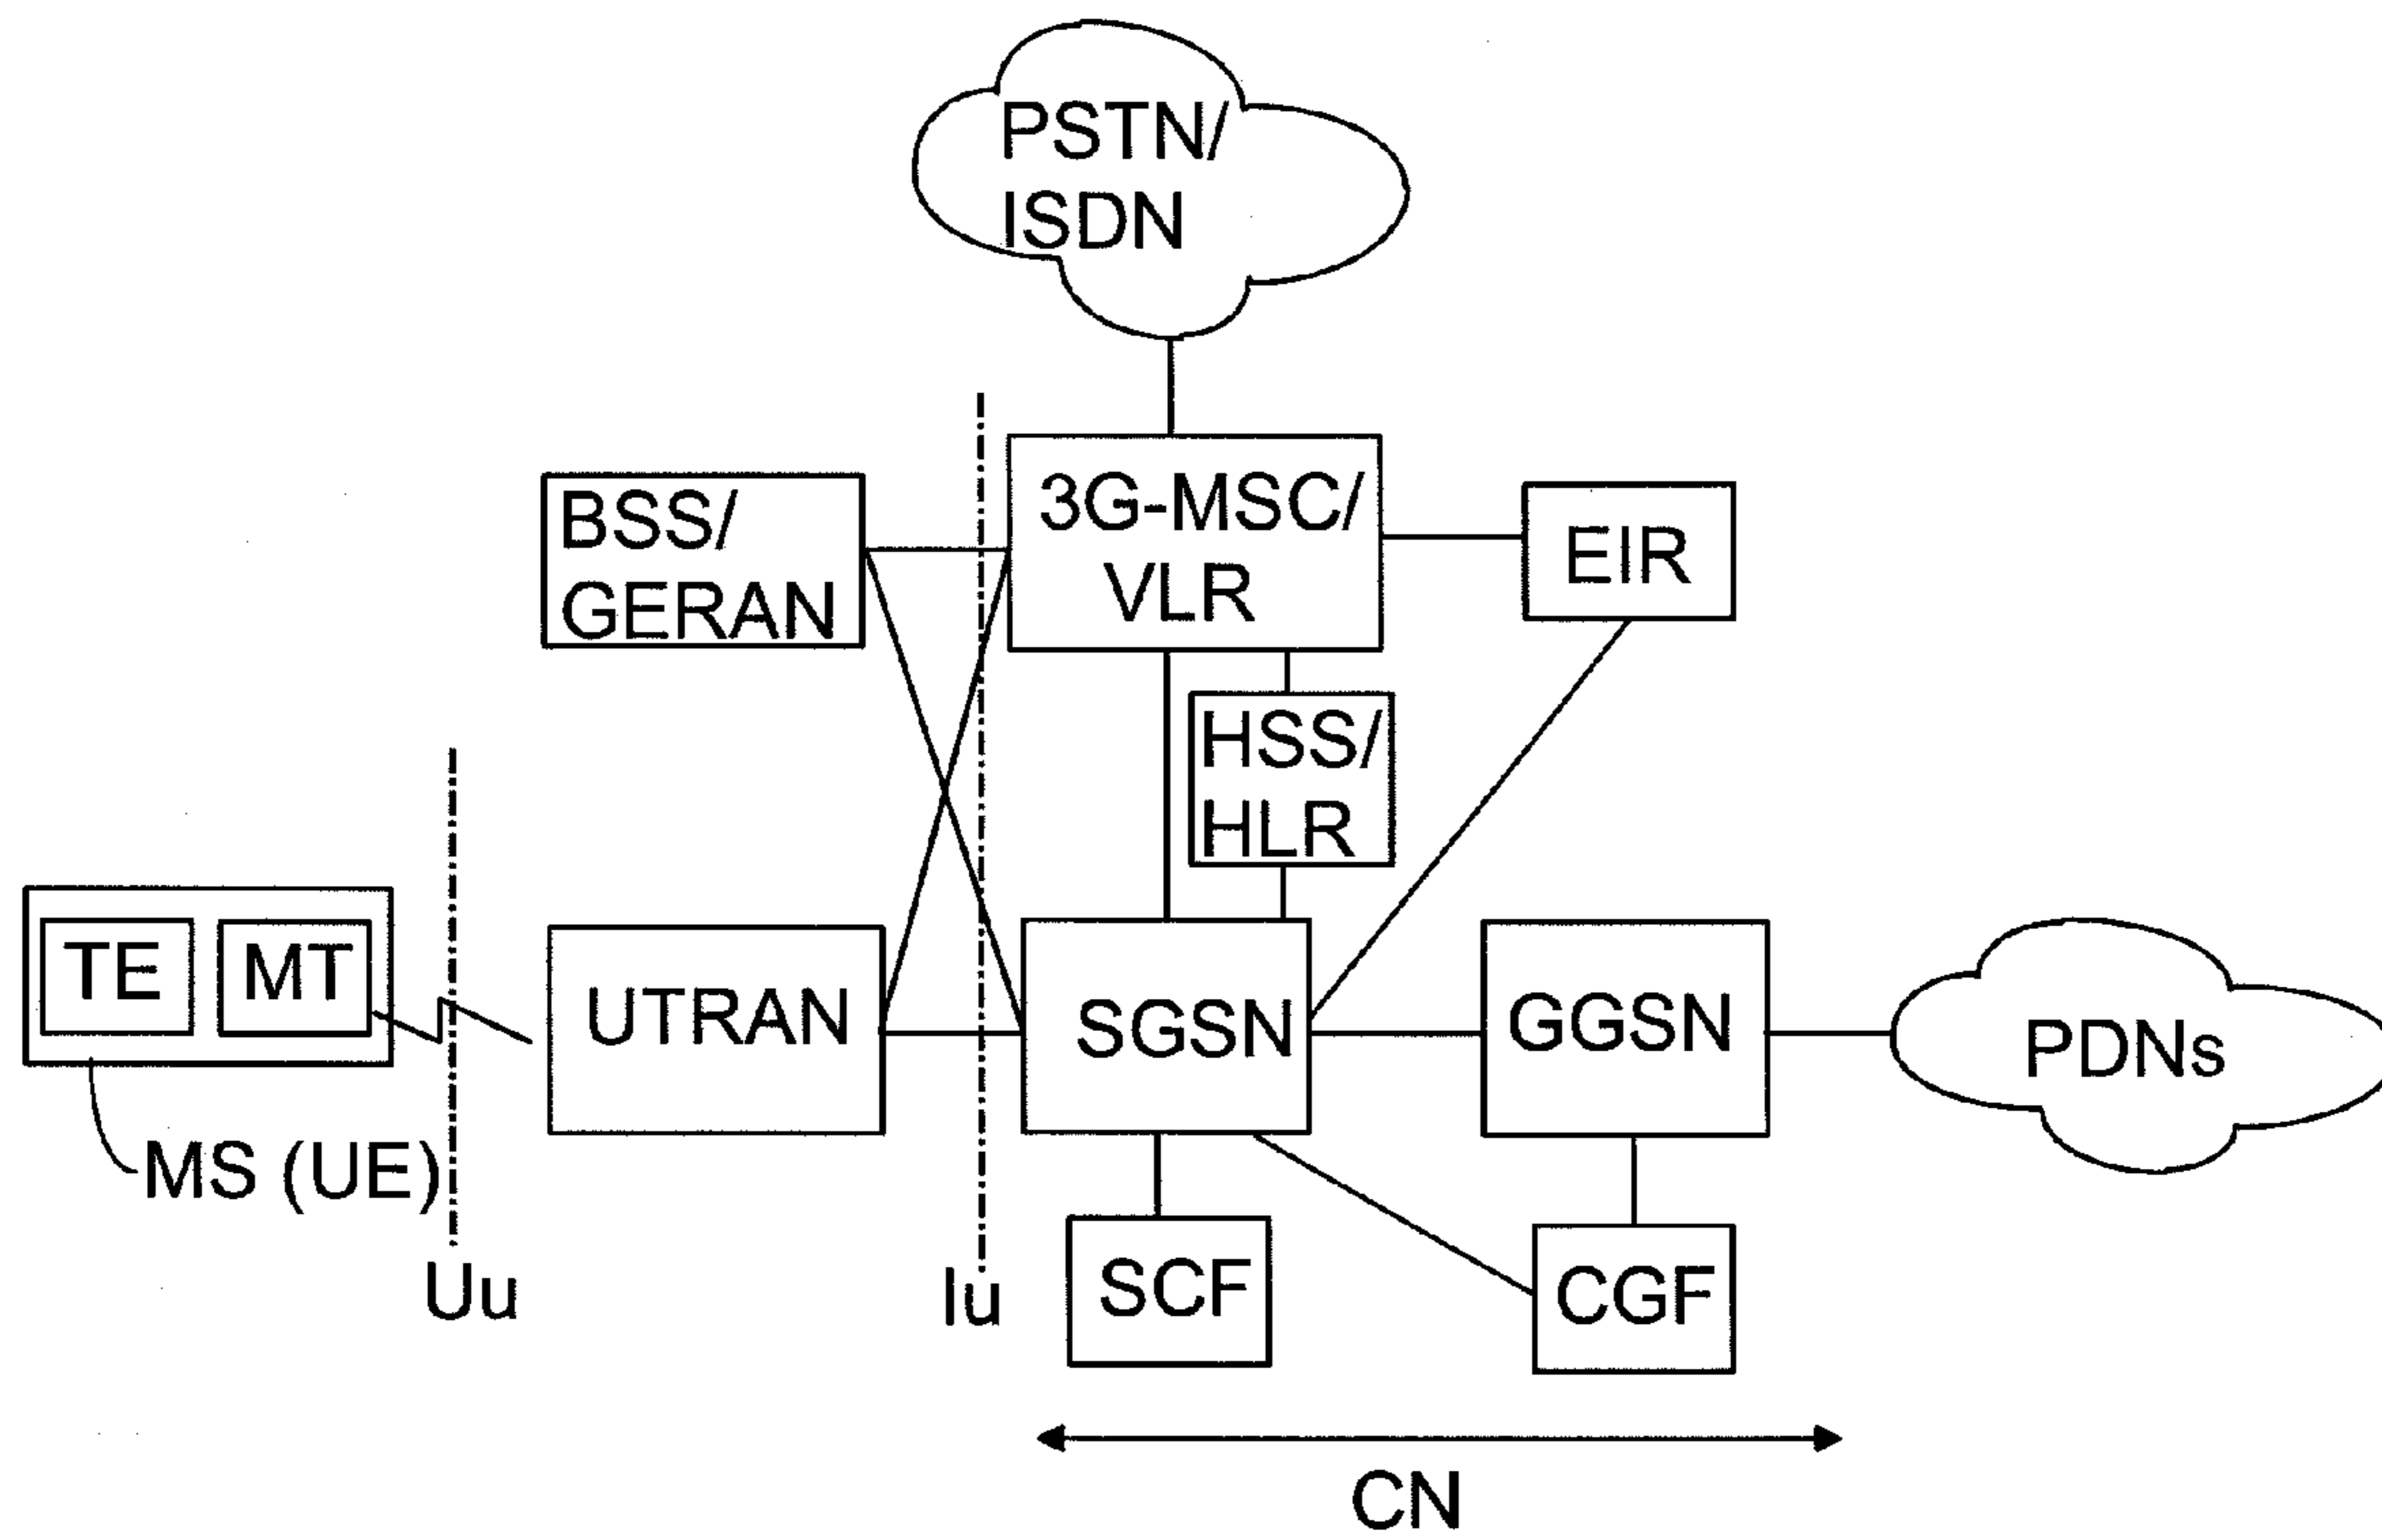 PSTN/
ISDN
BSS/
GERAN
3G-MSC/
VLR
EIR
HSS/
HLR
TE
MT
UTRAN
SGSN
GGSN
PDNs
MS (UE)
Uu
Iu
SCF
CGF
CN